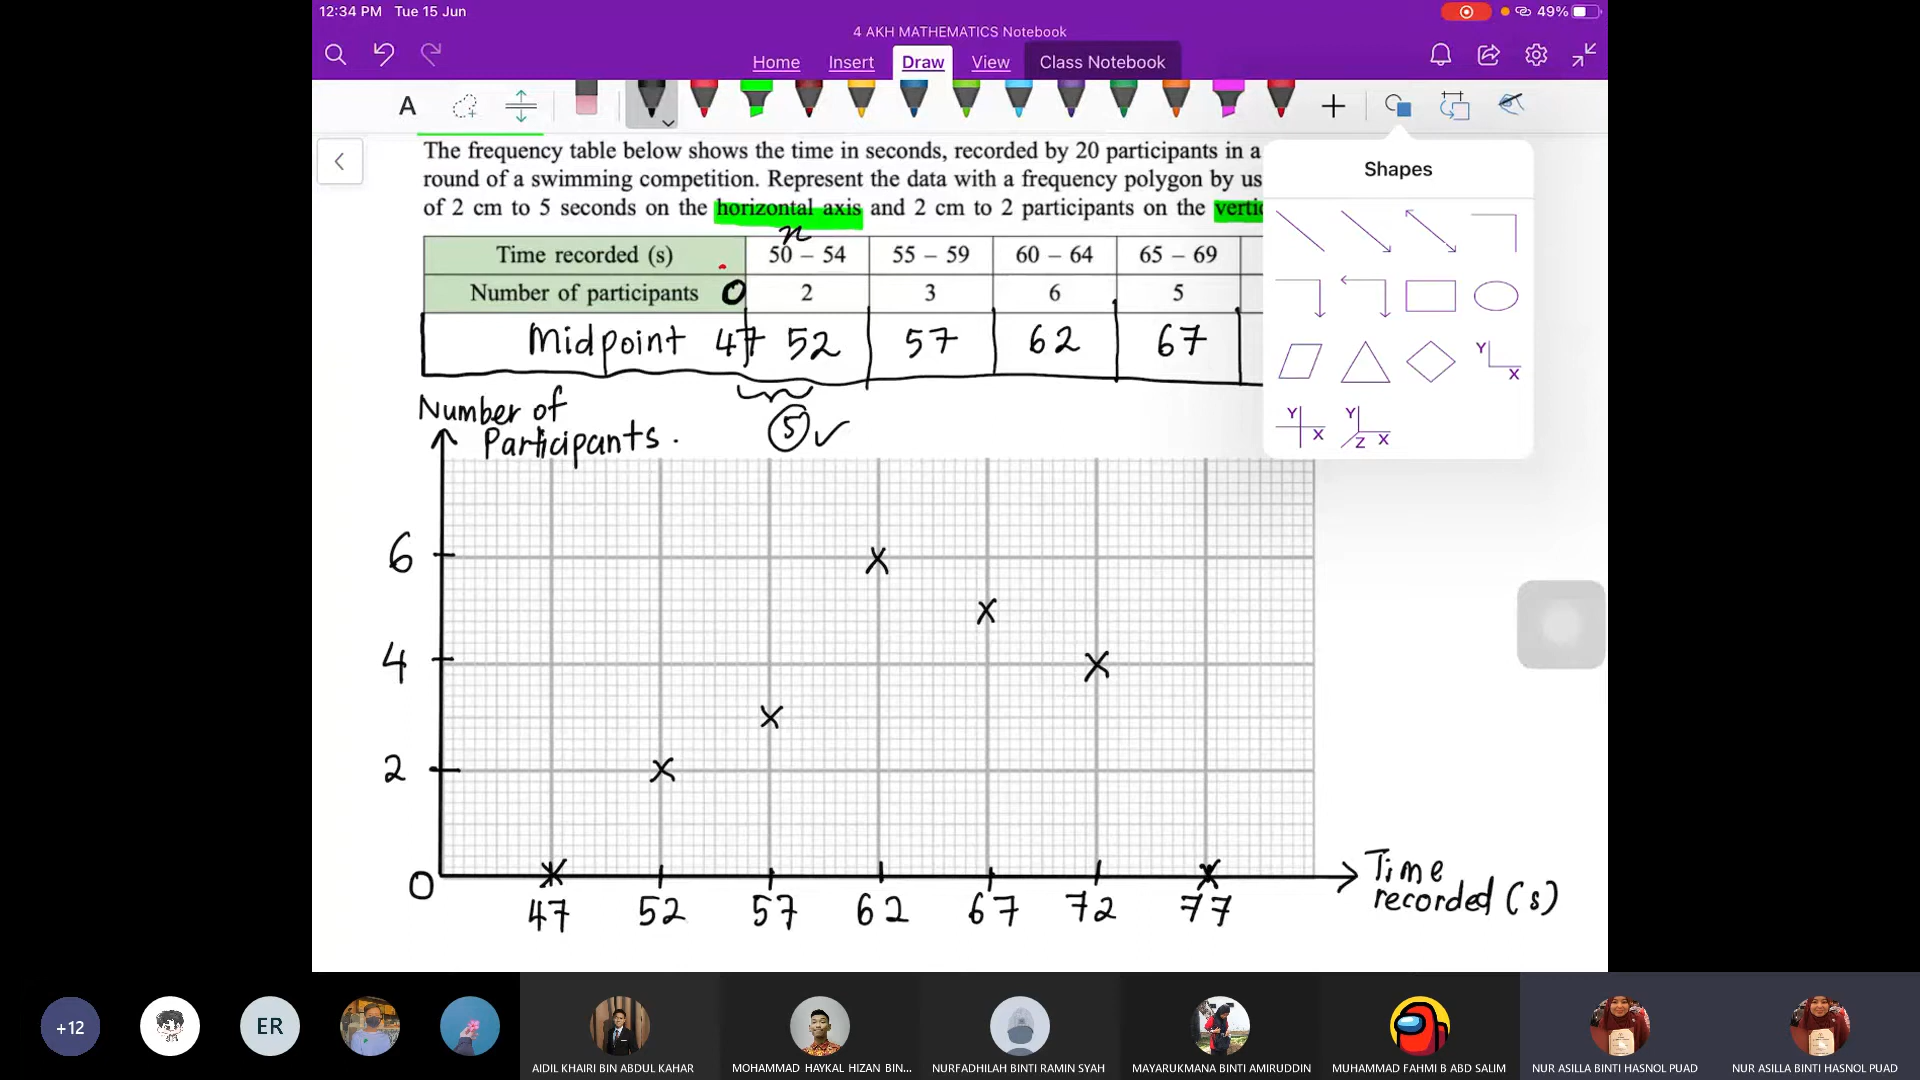 12:34 PM Tue 15 Jun
49%
4 AKH MATHEMATICS Notebook
Home Insert Draw View Class Notebook
A
Shapes
The frequency table below shows the time in seconds, recorded by 20 participants in a
round of a swimming competition. Represent the data with a frequency polygon by us
of 2 cm to 5 seconds on the horizontal axis and 2 cm to 2 participants on the vertic
Time recorded (s) 50 – 54 55 – 59 60 – 64 65 – 69
Number of participants 0 2 3 6 5
Midpoint 47 52 57 62 67
Y X
Y X
Y Z X
5 ✓
Number of
Participants.
6
4
2
0
47 52 57 62 67 72 77
Time
recorded (s)
+12
ER
AIDIL KHAIRI BIN ABDUL KAHAR
MOHAMMAD HAYKAL HIZAN BIN...
NURFADHILAH BINTI RAMIN SYAH
MAYARUKMANA BINTI AMIRUDDIN
MUHAMMAD FAHMI B ABD SALIM
NUR ASILLA BINTI HASNOL PUAD
NUR ASILLA BINTI HASNOL PUAD